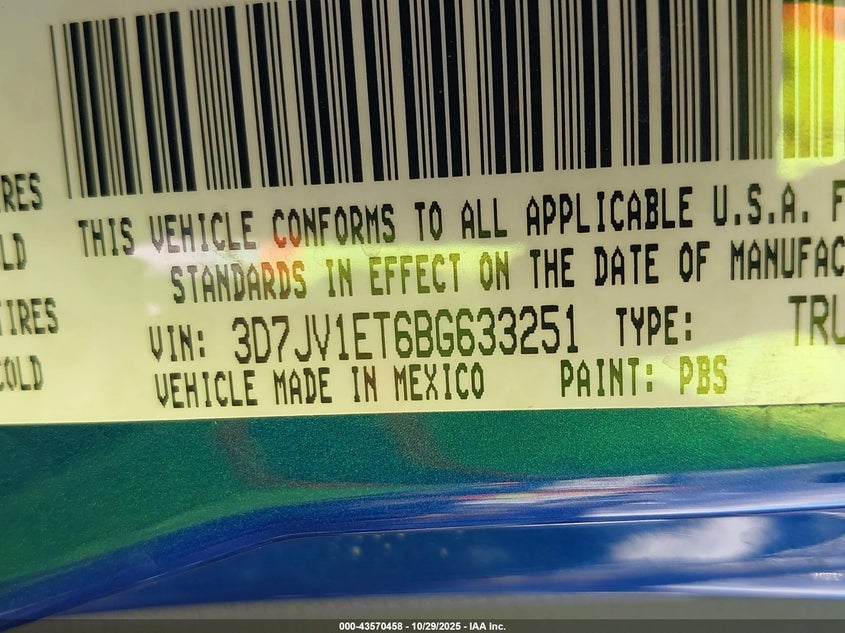 IRES
THIS VEHICLE CONFORMS TO ALL APPLICABLE U.S.A. F
LD
STANDARDS IN EFFECT ON THE DATE OF MANUFAC
TIRES
VIN: 3D7JV1ET6BG633251 TYPE: TRU
COLD
VEHICLE MADE IN MEXICO PAINT: PBS
000-43570458 - 10/29/2025 - IAA Inc.